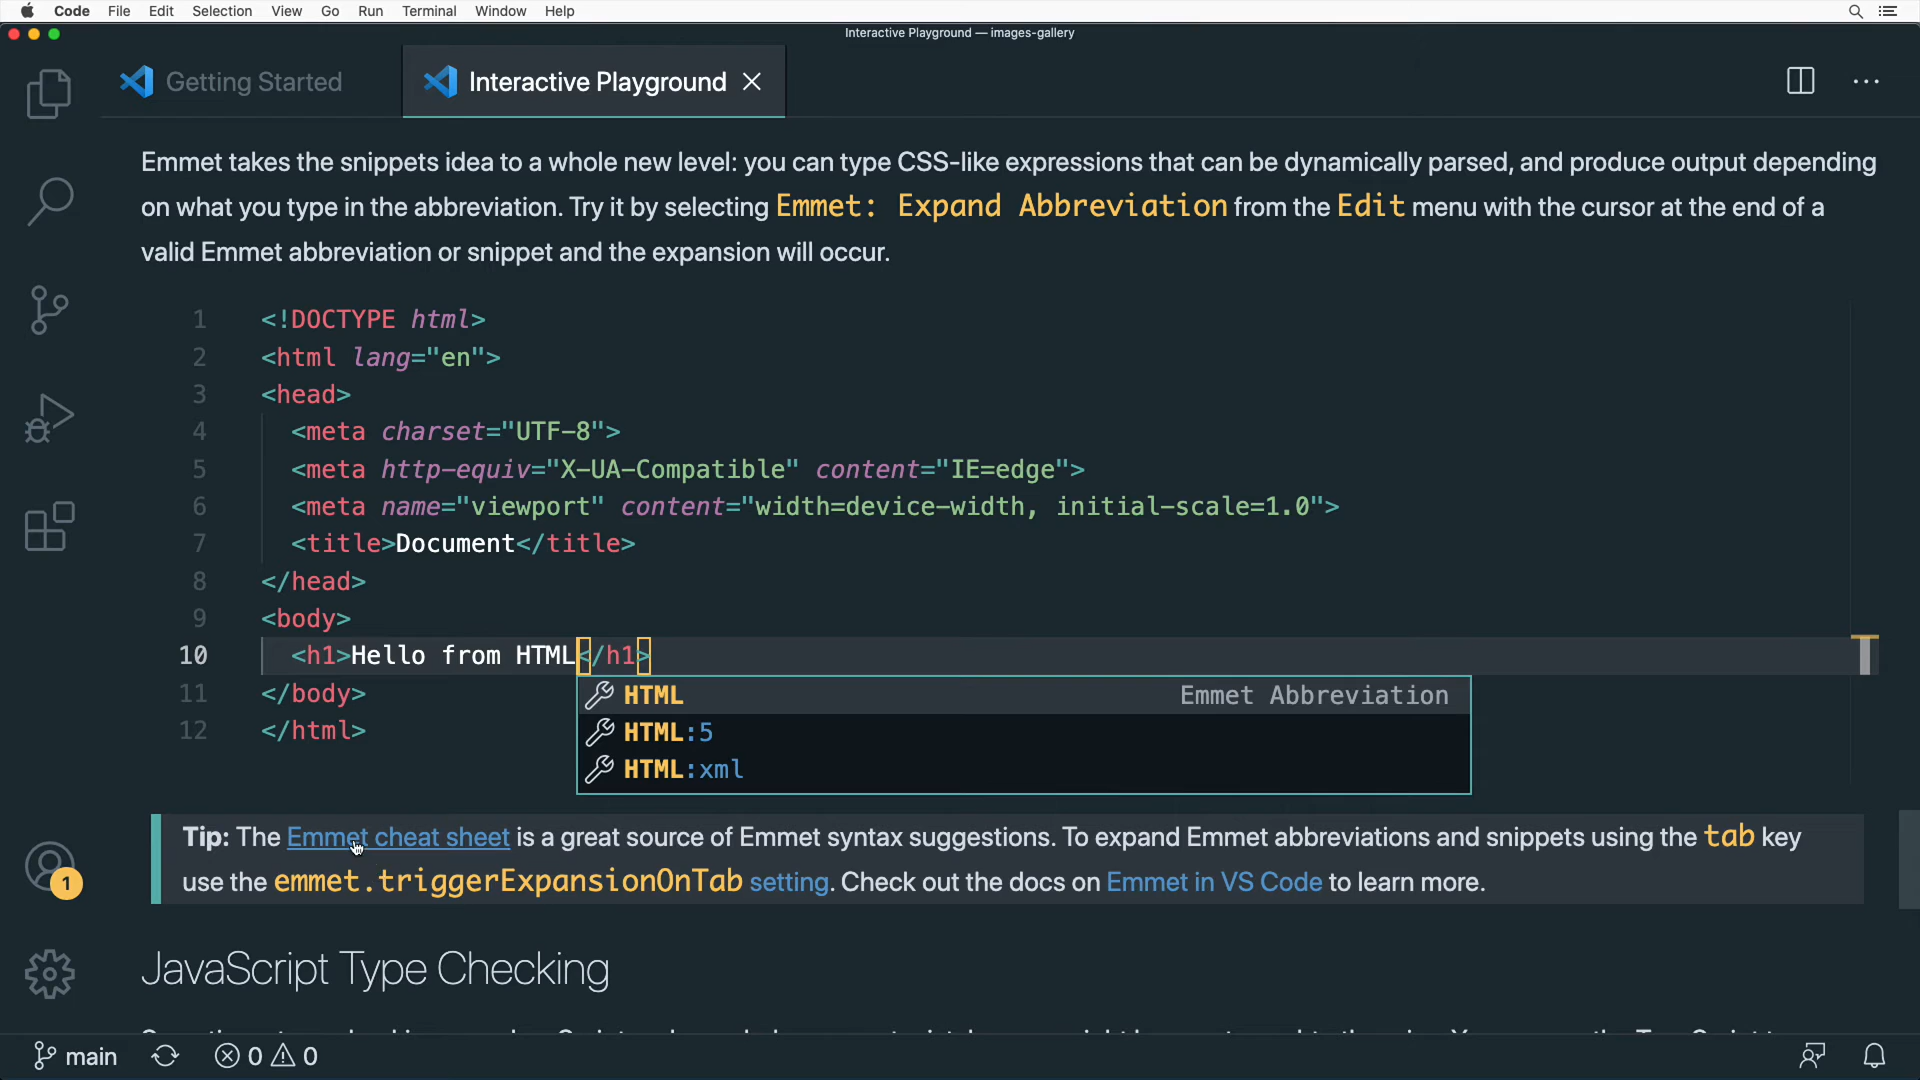 Code File Edit Selection View Go Run Terminal Window Help
Interactive Playground — images-gallery
Getting Started
Interactive Playground
Emmet takes the snippets idea to a whole new level: you can type CSS-like expressions that can be dynamically parsed, and produce output depending
on what you type in the abbreviation. Try it by selecting Emmet: Expand Abbreviation from the Edit menu with the cursor at the end of a
valid Emmet abbreviation or snippet and the expansion will occur.
1 <!DOCTYPE html>
2 <html lang="en">
3 <head>
4 <meta charset="UTF-8">
5 <meta http-equiv="X-UA-Compatible" content="IE=edge">
6 <meta name="viewport" content="width=device-width, initial-scale=1.0">
7 <title>Document</title>
8 </head>
9 <body>
10 <h1>Hello from HTML</h1>
11 </body>
12 </html>
HTML Emmet Abbreviation
HTML:5
HTML:xml
Tip: The Emmet cheat sheet is a great source of Emmet syntax suggestions. To expand Emmet abbreviations and snippets using the tab key
use the emmet.triggerExpansionOnTab setting. Check out the docs on Emmet in VS Code to learn more.
1
JavaScript Type Checking
main 0 0